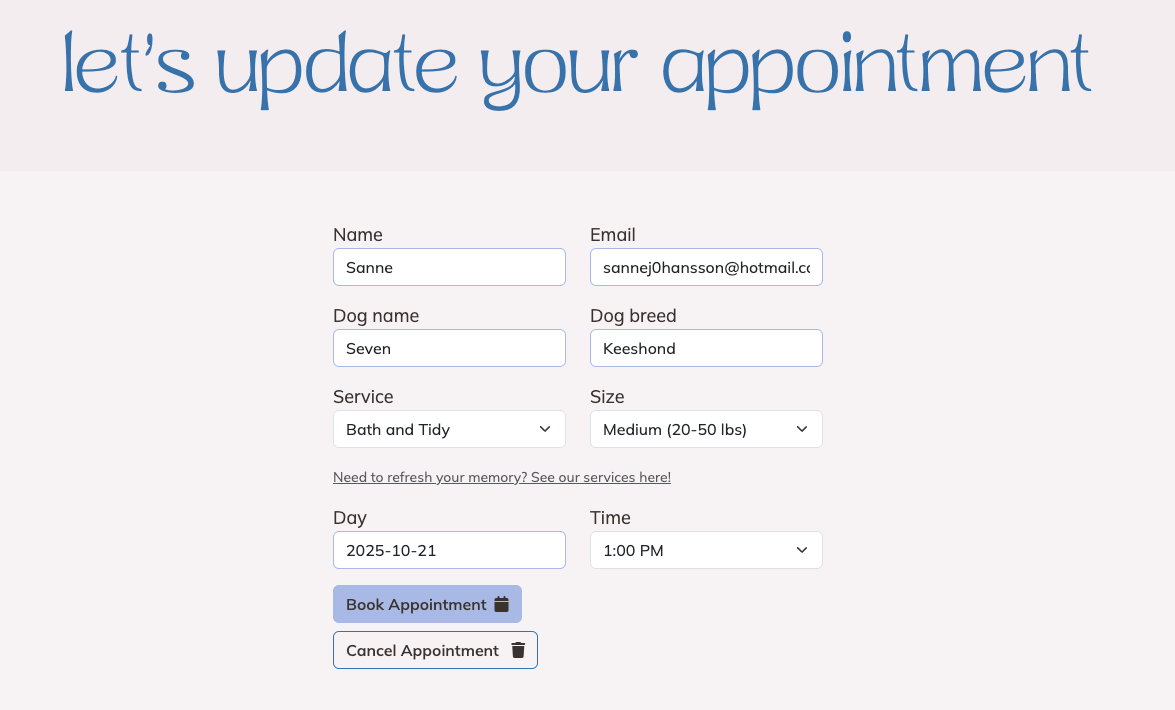 let's update your appointment
Name
Email
Sanne
sannej0hansson@hotmail.c
Dog name
Dog breed
Seven
Keeshond
Service
Size
Bath and Tidy
Medium (20-50 lbs)
Need to refresh your memory? See our services here!
Day
Time
2025-10-21
1:00 PM
Book Appointment
Cancel Appointment